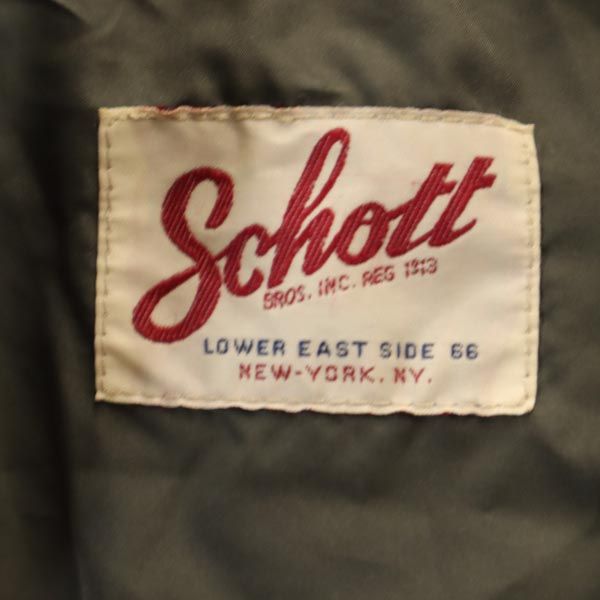 Schott
BROS. INC. REG 1913
LOWER EAST SIDE 66
NEW-YORK. NY.